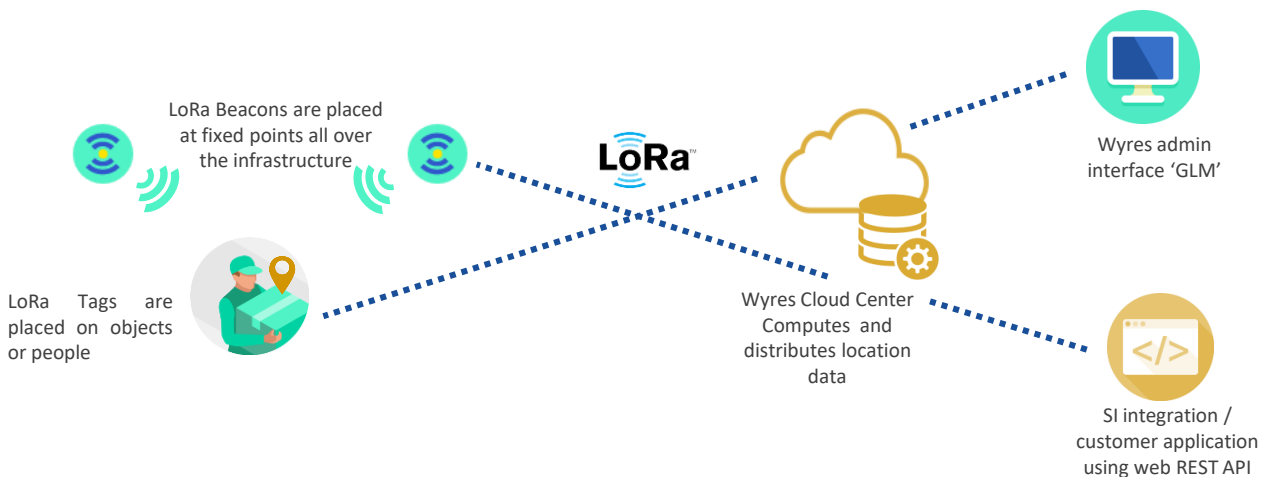 LoRa Beacons are placed
at fixed points all over
the infrastructure
LoRa™
Wyres admin
interface ‘GLM’
LoRa Tags are
placed on objects
or people
Wyres Cloud Center
Computes and
distributes location
data
</>
SI integration /
customer application
using web REST API